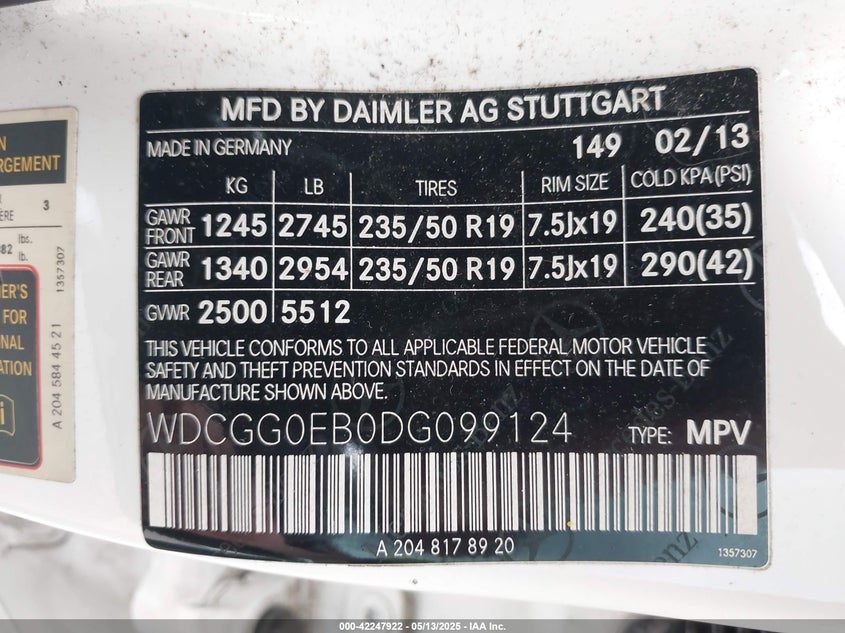 MFD BY DAIMLER AG STUTTGART
MADE IN GERMANY 149 02/13
KG LB TIRES RIM SIZE COLD KPA(PSI)
GAWR FRONT 1245 2745 235/50 R19 7.5Jx19 240(35)
GAWR REAR 1340 2954 235/50 R19 7.5Jx19 290(42)
GVWR 2500 5512
THIS VEHICLE CONFORMS TO ALL APPLICABLE FEDERAL MOTOR VEHICLE
SAFETY AND THEFT PREVENTION STANDARDS IN EFFECT ON THE DATE OF
MANUFACTURE SHOWN ABOVE.
WDCGG0EB0DG099124 TYPE: MPV
A 204 817 89 20
1357307
3
lbs.
lb.
FOR
1357307
A 204 584 45 21
000-42247922 - 05/13/2025 - IAA Inc.